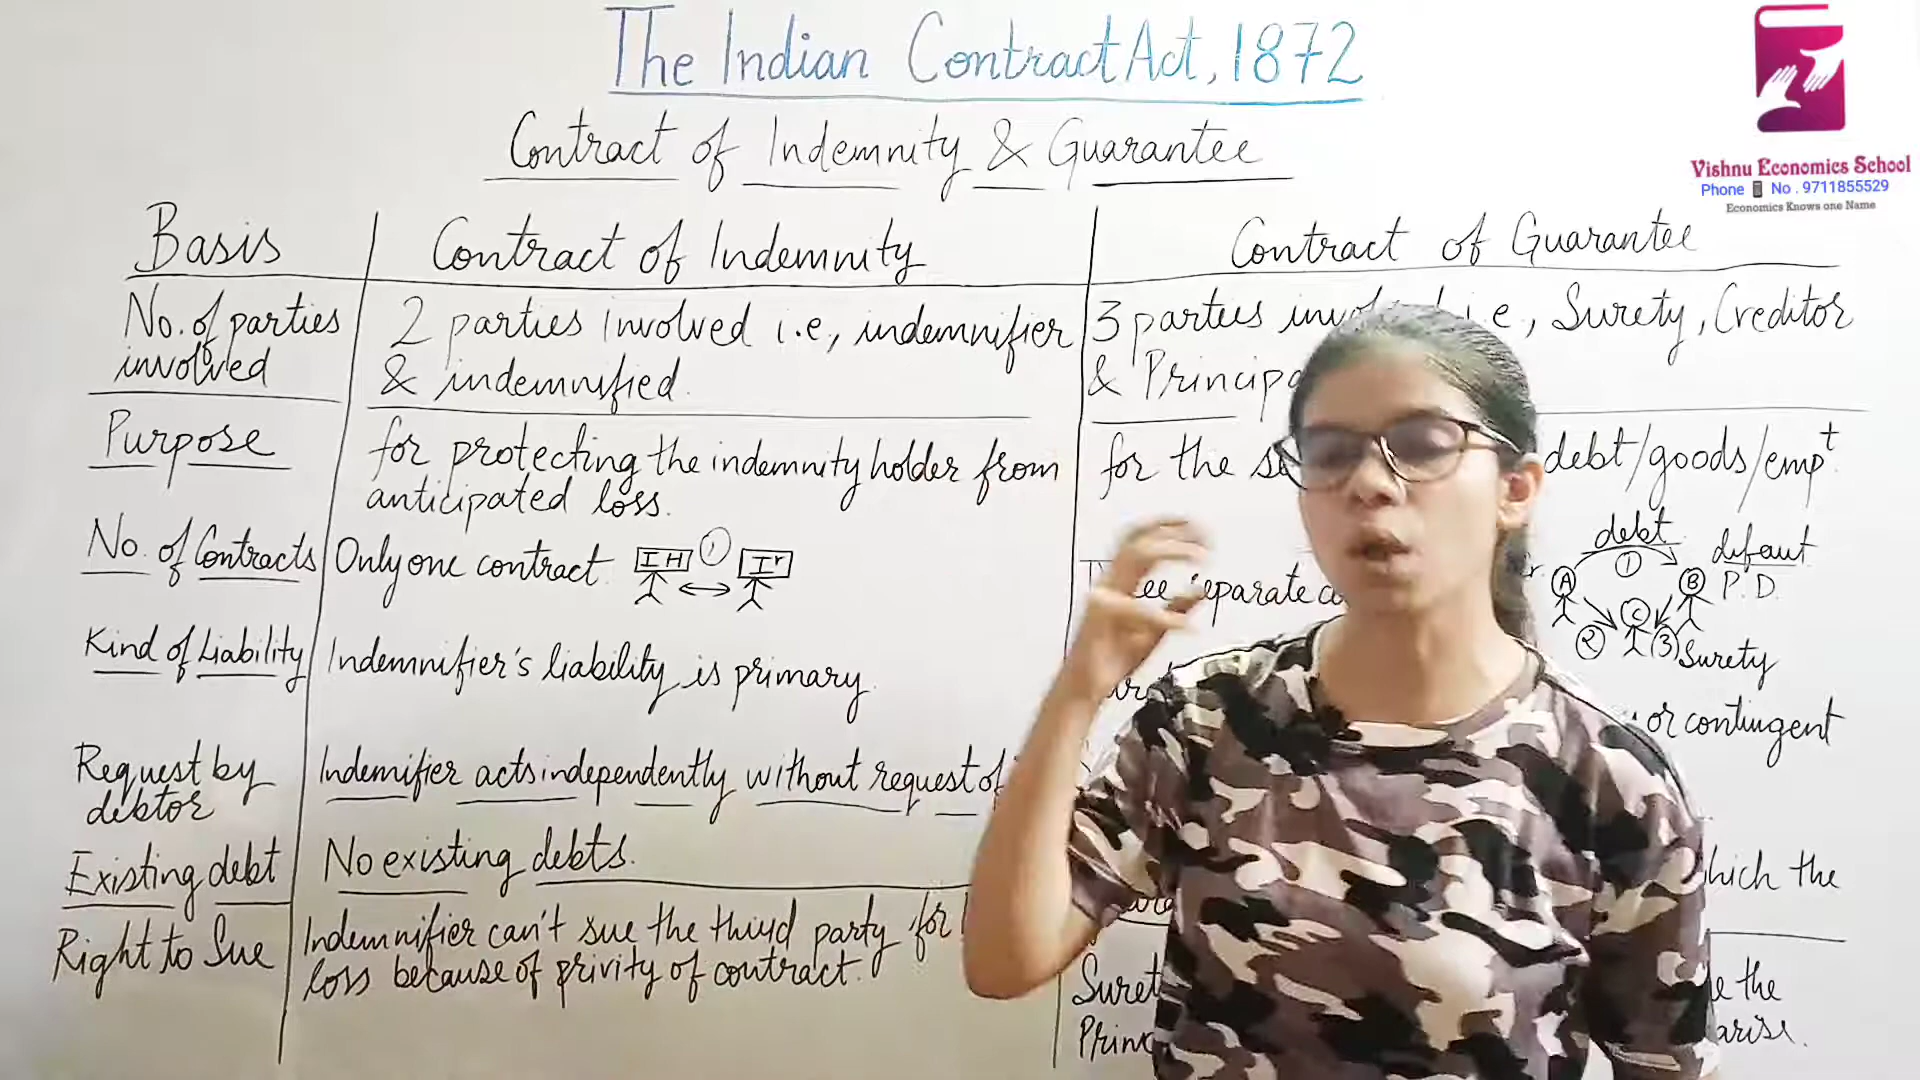 The Indian Contract Act, 1872
Contract of Indemnity & Guarantee
Vishnu Economics School
Phone No. 9711855529
Economics Knows one Name
Basis
Contract of Indemnity
Contract of Guarantee
No. of parties
involved
2 parties involved i.e., indemnifier
& indemnified.
3 parties i.e., Surety, Creditor
&
Purpose
for protecting the indemnity holder from
anticipated loss.
for the debt/goods/empt.
No. of Contracts
Only one contract
IH
1
Ir
separate
debt
1
A
B
defaut
P.D.
C
2
3
Surety
Kind of Liability
Indemnifier's liability is primary.
or contingent
Request by
debtor
Indemifier acts independently without request of
Existing debt
No existing debts.
which the
Right to Sue
Indemnifier can't sue the third party for
loss because of privity of contract.
the
arise.